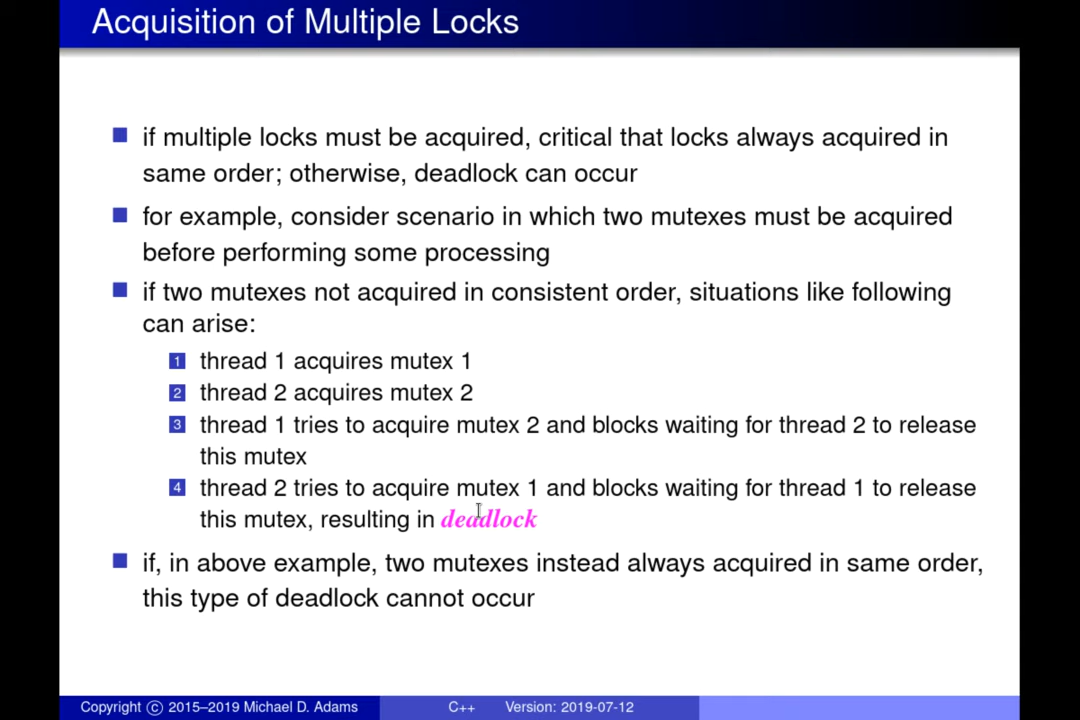 Acquisition of Multiple Locks
if multiple locks must be acquired, critical that locks always acquired in
same order; otherwise, deadlock can occur
for example, consider scenario in which two mutexes must be acquired
before performing some processing
if two mutexes not acquired in consistent order, situations like following
can arise:
1 thread 1 acquires mutex 1
2 thread 2 acquires mutex 2
3 thread 1 tries to acquire mutex 2 and blocks waiting for thread 2 to release
this mutex
4 thread 2 tries to acquire mutex 1 and blocks waiting for thread 1 to release
this mutex, resulting in deadlock
if, in above example, two mutexes instead always acquired in same order,
this type of deadlock cannot occur
Copyright © 2015–2019 Michael D. Adams C++ Version: 2019-07-12